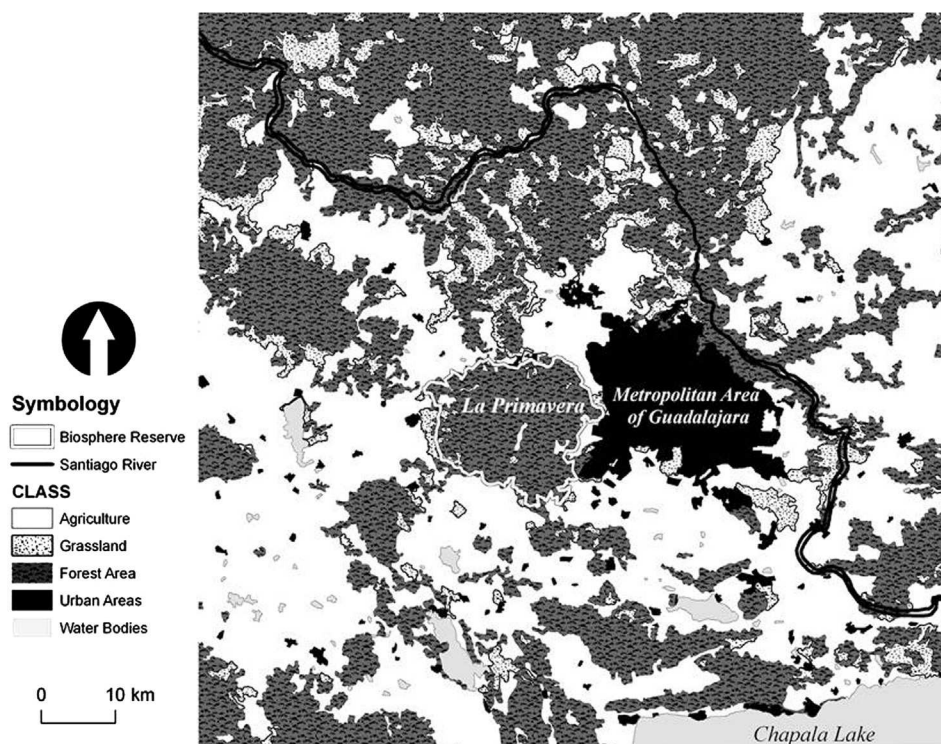 La Primavera
Metropolitan Area
of Guadalajara
Symbology
Biosphere Reserve
Santiago River
CLASS
Agriculture
Grassland
Forest Area
Urban Areas
Water Bodies
0 10 km
Chapala Lake